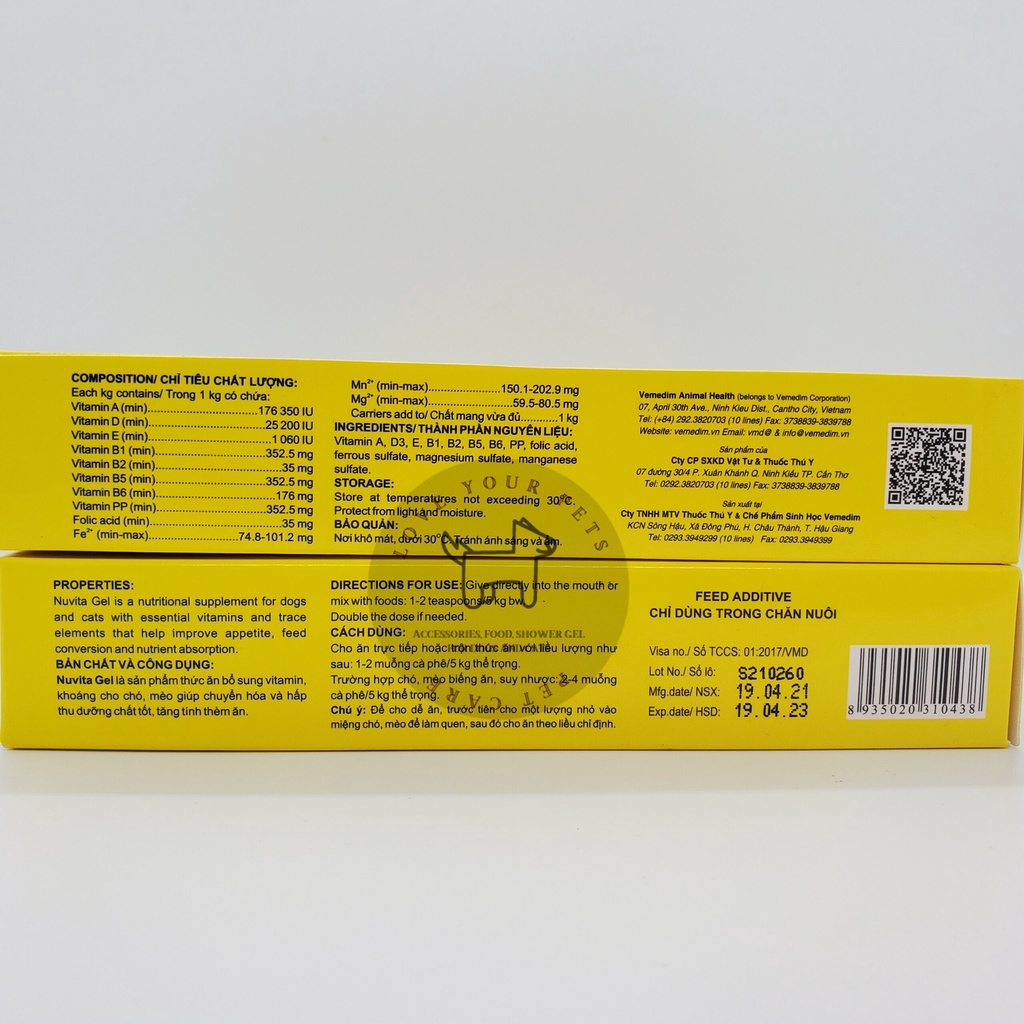 COMPOSITION/ CHỈ TIÊU CHẤT LƯỢNG:
Each kg contains/ Trong 1 kg có chứa:
Vitamin A (min)..........176 350 IU
Vitamin D (min)..........25 200 IU
Vitamin E (min)..........1 060 IU
Vitamin B1 (min)..........352.5 mg
Vitamin B2 (min)..........35 mg
Vitamin B5 (min)..........352.5 mg
Vitamin B6 (min)..........176 mg
Vitamin PP (min)..........352.5 mg
Folic acid (min)..........35 mg
Fe²⁺ (min-max)..........74.8-101.2 mg
Mn²⁺ (min-max)..........150.1-202.9 mg
Mg²⁺ (min-max)..........59.5-80.5 mg
Carriers add to/ Chất mang vừa đủ..........1 kg
INGREDIENTS/ THÀNH PHẦN NGUYÊN LIỆU:
Vitamin A, D3, E, B1, B2, B5, B6, PP, folic acid,
ferrous sulfate, magnesium sulfate, manganese
sulfate.
STORAGE:
Store at temperatures not exceeding 30°C.
Protect from light and moisture.
BẢO QUẢN:
Nơi khô mát, dưới 30°C. Tránh ánh sáng và ẩm.
Vemedim Animal Health (belongs to Vemedim Corporation)
07, April 30th Ave., Ninh Kieu Dist., Cantho City, Vietnam
Tel: (+84) 292.3820703 (10 lines) Fax: 3738839-3839788
Website: vemedim.vn Email: vmd@ & info@vemedim.vn
Sản phẩm của
Cty CP SXKD Vật Tư & Thuốc Thú Y
07 đường 30/4 P. Xuân Khánh Q. Ninh Kiều TP. Cần Thơ
Tel: 0292.3820703 (10 lines) Fax: 3738839-3839788
Sản xuất tại
Cty TNHH MTV Thuốc Thú Y & Chế Phẩm Sinh Học Vemedim
KCN Sông Hậu, Xã Đông Phú, H. Châu Thành, T. Hậu Giang
Tel: 0293.3949299 (10 lines) Fax: 0293.3949399
PROPERTIES:
Nuvita Gel is a nutritional supplement for dogs
and cats with essential vitamins and trace
elements that help improve appetite, feed
conversion and nutrient absorption.
BẢN CHẤT VÀ CÔNG DỤNG:
Nuvita Gel là sản phẩm thức ăn bổ sung vitamin,
khoáng cho chó, mèo giúp chuyển hóa và hấp
thu dưỡng chất tốt, tăng tính thèm ăn.
DIRECTIONS FOR USE: Give directly into the mouth or
mix with foods: 1-2 teaspoons/5 kg bw.
Double the dose if needed.
CÁCH DÙNG:
Cho ăn trực tiếp hoặc trộn thức ăn với liều lượng như
sau: 1-2 muỗng cà phê/5 kg thể trọng.
Trường hợp chó, mèo biếng ăn, suy nhược: 2-4 muỗng
cà phê/5 kg thể trọng.
Chú ý: Để cho dễ ăn, trước tiên cho một lượng nhỏ vào
miệng chó, mèo để làm quen, sau đó cho ăn theo liều chỉ định.
FEED ADDITIVE
CHỈ DÙNG TRONG CHĂN NUÔI
Visa no./ Số TCCS: 01:2017/VMD
Lot No./ Số lô: S210260
Mfg.date/ NSX: 19.04.21
Exp.date/ HSD: 19.04.23
8 935020 310438
LOVE YOUR PETS
ACCESSORIES, FOOD, SHOWER GEL
PET CARE